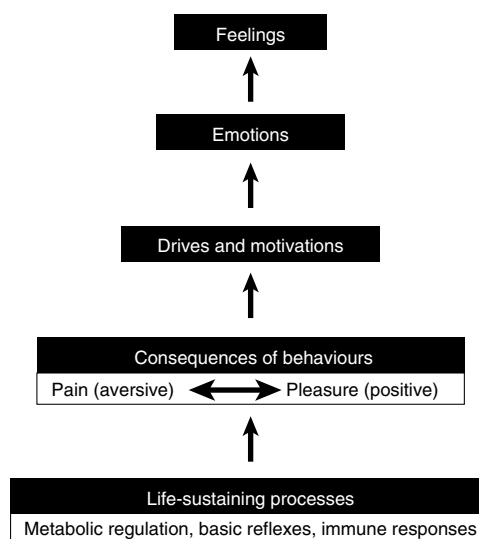 Feelings
Emotions
Drives and motivations
Consequences of behaviours
Pain (aversive) Pleasure (positive)
Life-sustaining processes
Metabolic regulation, basic reflexes, immune responses